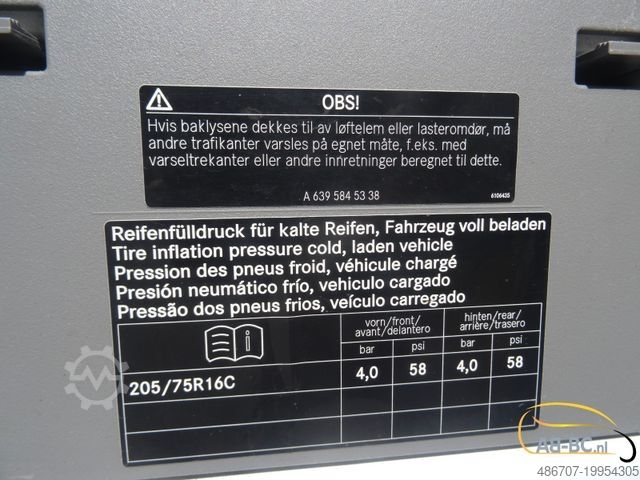 OBS!
Hvis baklysene dekkes til av løftelem eller lasteromdør, må
andre trafikanter varsles på egnet måte, f.eks. med
varseltrekanter eller andre innretninger beregnet til dette.
A 639 584 53 38
6106435
Reifenfülldruck für kalte Reifen, Fahrzeug voll beladen
Tire inflation pressure cold, laden vehicle
Pression des pneus froid, véhicule chargé
Presión neumático frío, vehiculo cargado
Pressão dos pneus frios, veículo carregado
vorn/front/
avant/delantero
hinten/rear/
arrière/trasero
bar psi bar psi
205/75R16C 4,0 58 4,0 58
AB-BC.nl
486707-19954305